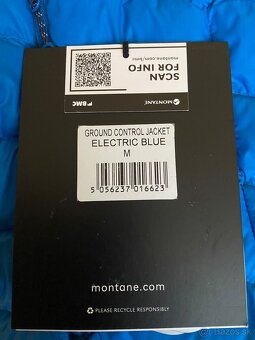 SCAN
FOR INFO
montane.com/bmc
BMC
MONTANE
GROUND CONTROL JACKET
ELECTRIC BLUE
M
5 056237 016623
montane.com
PLEASE RECYCLE RESPONSIBLY